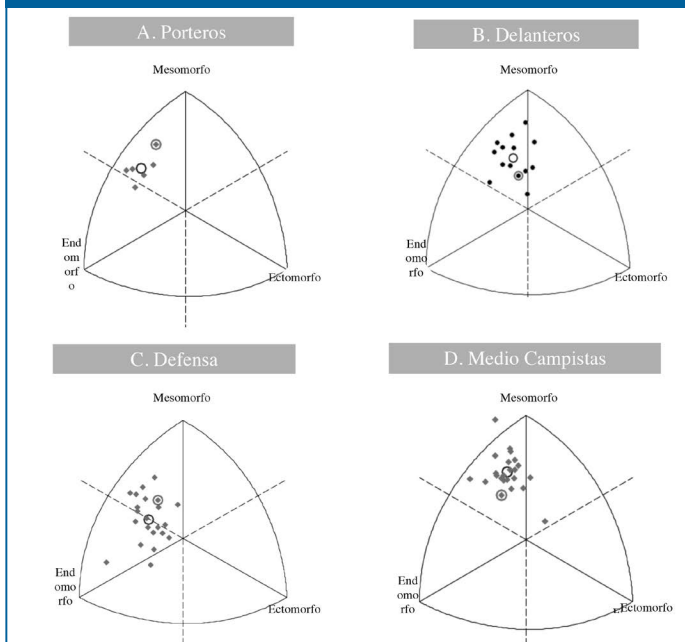 A. Porteros
Mesomorfo
End
om
orf
o
Ectomorfo
B. Delanteros
Mesomorfo
End
omo
rfo
Ectomorfo
C. Defensa
Mesomorfo
End
omo
rfo
Ectomorfo
D. Medio Campistas
Mesomorfo
End
omo
rfo
Ectomorfo